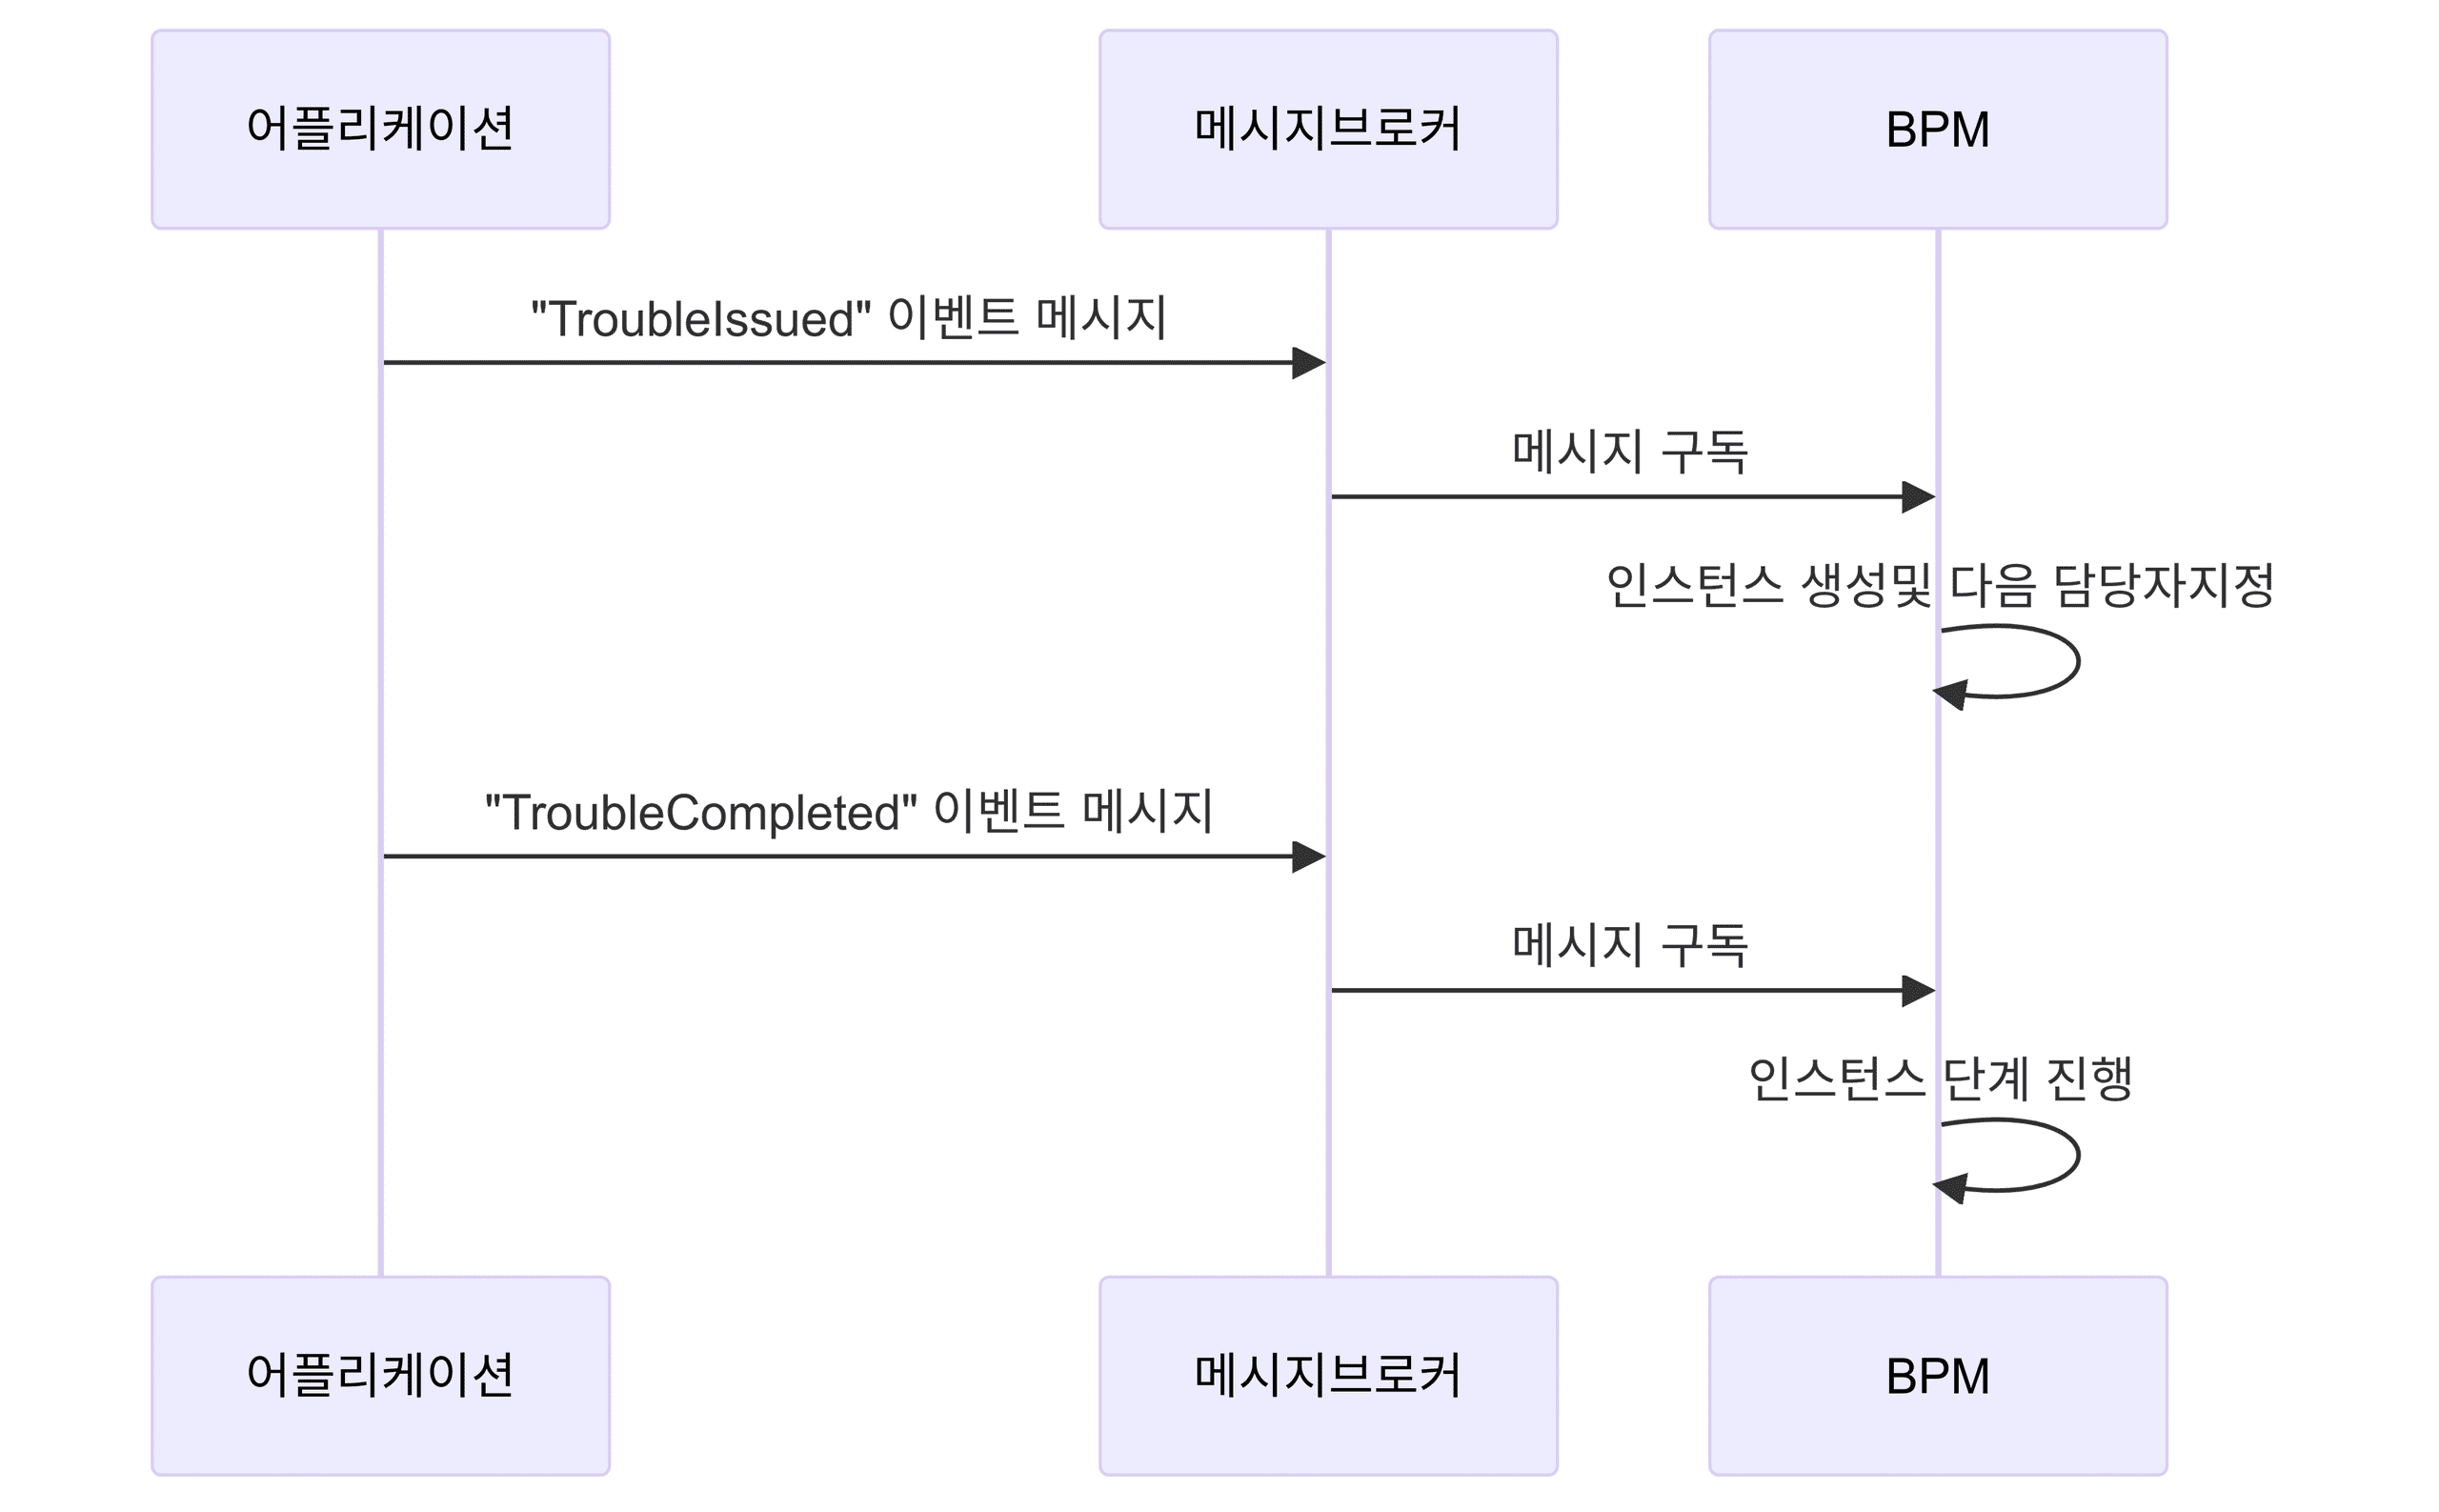 어플리케이션
메시지브로커
BPM
"TroubleIssued" 이벤트 메시지
메시지 구독
인스턴스 생성및 다음 담당자지정
"TroubleCompleted" 이벤트 메시지
메시지 구독
인스턴스 단계 진행
어플리케이션
메시지브로커
BPM